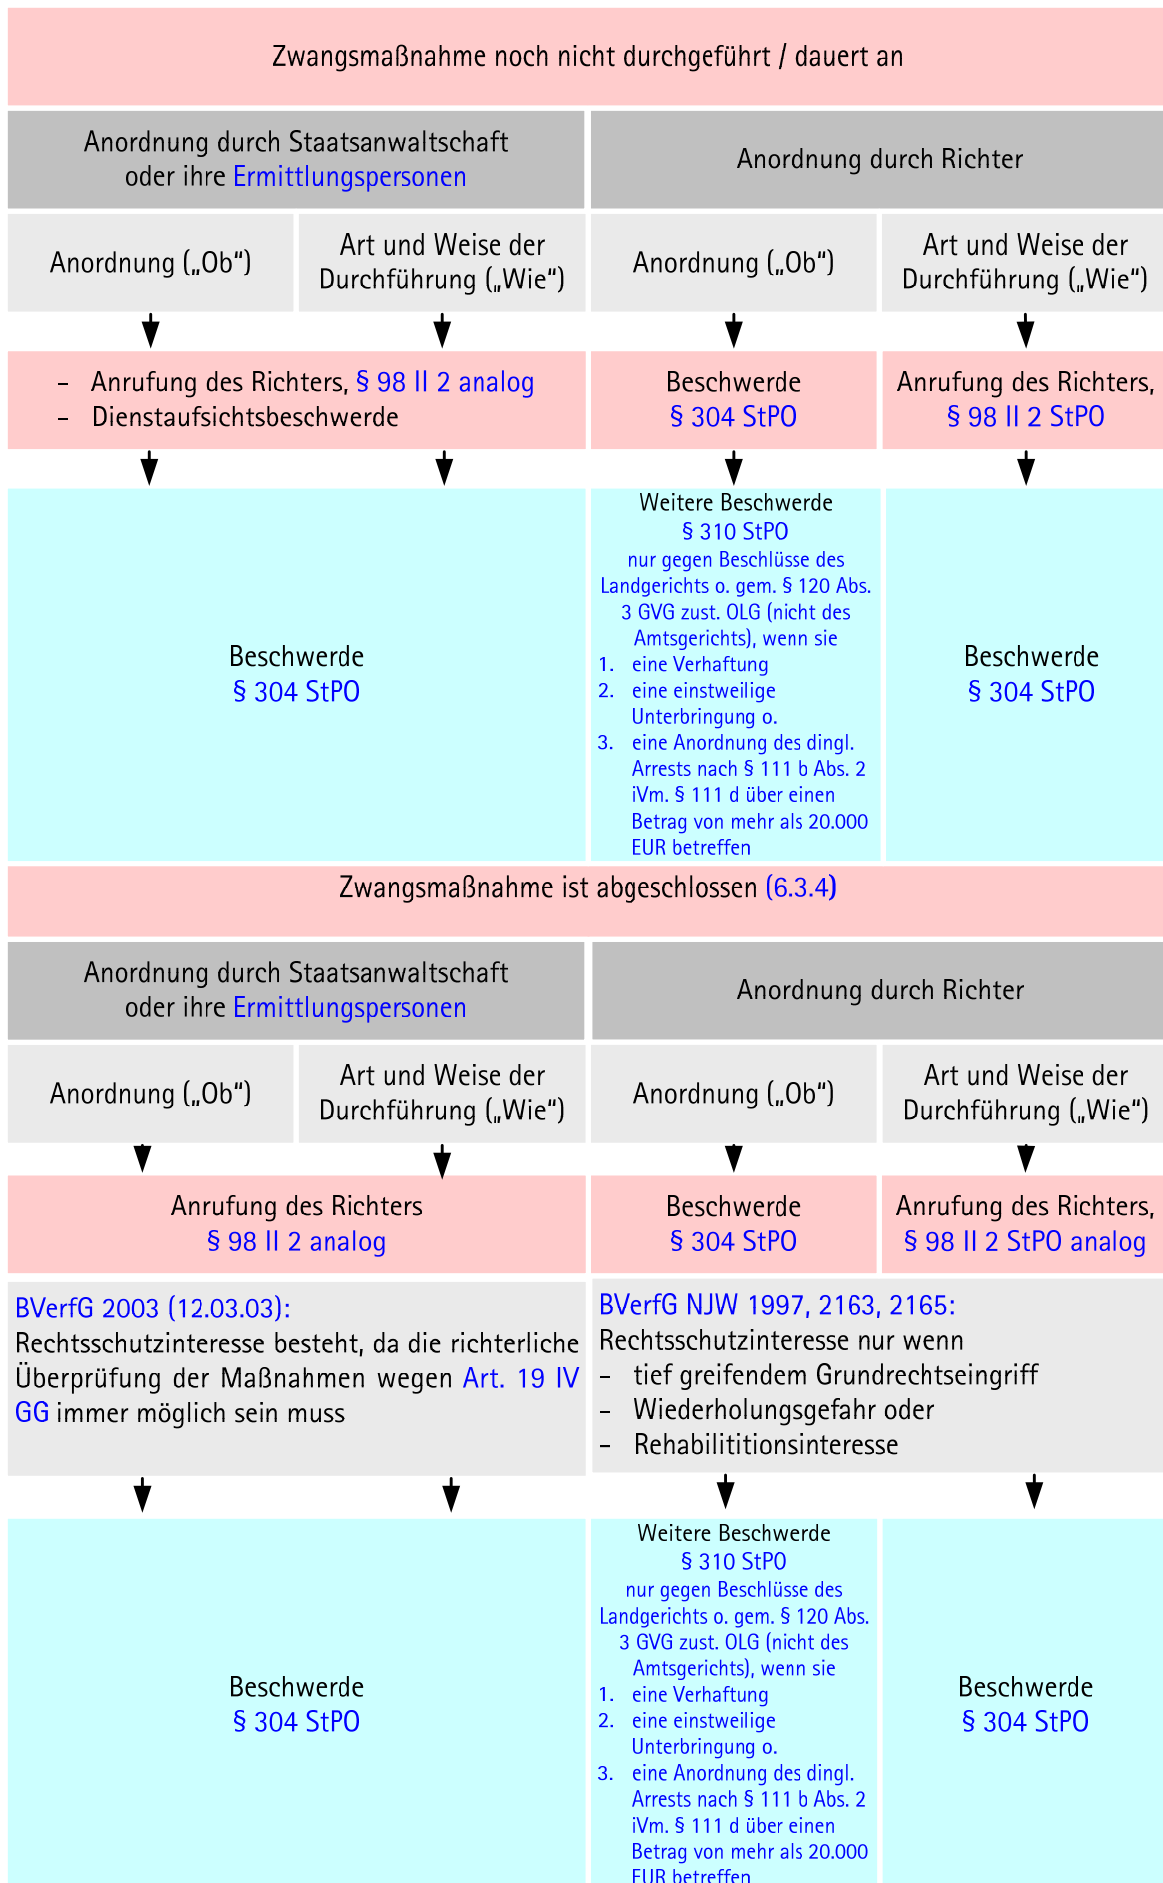 Zwangsmaßnahme noch nicht durchgeführt / dauert an
Anordnung durch Staatsanwaltschaft
oder ihre Ermittlungspersonen
Anordnung durch Richter
Anordnung („Ob“)
Art und Weise der
Durchführung („Wie“)
Anordnung („Ob“)
Art und Weise der
Durchführung („Wie“)
– Anrufung des Richters, § 98 II 2 analog
– Dienstaufsichtsbeschwerde
Beschwerde
§ 304 StPO
Anrufung des Richters,
§ 98 II 2 StPO
Beschwerde
§ 304 StPO
Weitere Beschwerde
§ 310 StPO
nur gegen Beschlüsse des
Landgerichts o. gem. § 120 Abs.
3 GVG zust. OLG (nicht des
Amtsgerichts), wenn sie
1. eine Verhaftung
2. eine einstweilige
Unterbringung o.
3. eine Anordnung des dingl.
Arrests nach § 111 b Abs. 2
iVm. § 111 d über einen
Betrag von mehr als 20.000
EUR betreffen
Beschwerde
§ 304 StPO
Zwangsmaßnahme ist abgeschlossen (6.3.4)
Anordnung durch Staatsanwaltschaft
oder ihre Ermittlungspersonen
Anordnung durch Richter
Anordnung („Ob“)
Art und Weise der
Durchführung („Wie“)
Anordnung („Ob“)
Art und Weise der
Durchführung („Wie“)
Anrufung des Richters
§ 98 II 2 analog
Beschwerde
§ 304 StPO
Anrufung des Richters,
§ 98 II 2 StPO analog
BVerfG 2003 (12.03.03):
Rechtsschutzinteresse besteht, da die richterliche
Überprüfung der Maßnahmen wegen Art. 19 IV
GG immer möglich sein muss
BVerfG NJW 1997, 2163, 2165:
Rechtsschutzinteresse nur wenn
– tief greifendem Grundrechtseingriff
– Wiederholungsgefahr oder
– Rehabilititionsinteresse
Beschwerde
§ 304 StPO
Weitere Beschwerde
§ 310 StPO
nur gegen Beschlüsse des
Landgerichts o. gem. § 120 Abs.
3 GVG zust. OLG (nicht des
Amtsgerichts), wenn sie
1. eine Verhaftung
2. eine einstweilige
Unterbringung o.
3. eine Anordnung des dingl.
Arrests nach § 111 b Abs. 2
iVm. § 111 d über einen
Betrag von mehr als 20.000
EUR betreffen
Beschwerde
§ 304 StPO